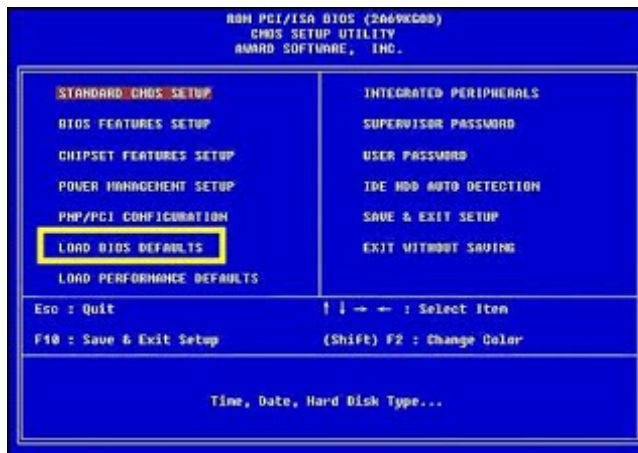 ROM PCI/ISA BIOS (2A69KG0D)
CMOS SETUP UTILITY
AWARD SOFTWARE, INC.
STANDARD CMOS SETUP
BIOS FEATURES SETUP
CHIPSET FEATURES SETUP
POWER MANAGEMENT SETUP
PNP/PCI CONFIGURATION
LOAD BIOS DEFAULTS
LOAD PERFORMANCE DEFAULTS
INTEGRATED PERIPHERALS
SUPERVISOR PASSWORD
USER PASSWORD
IDE HDD AUTO DETECTION
SAVE & EXIT SETUP
EXIT WITHOUT SAVING
Esc : Quit
F10 : Save & Exit Setup
↑ ↓ → ← : Select Item
(Shift) F2 : Change Color
Time, Date, Hard Disk Type...